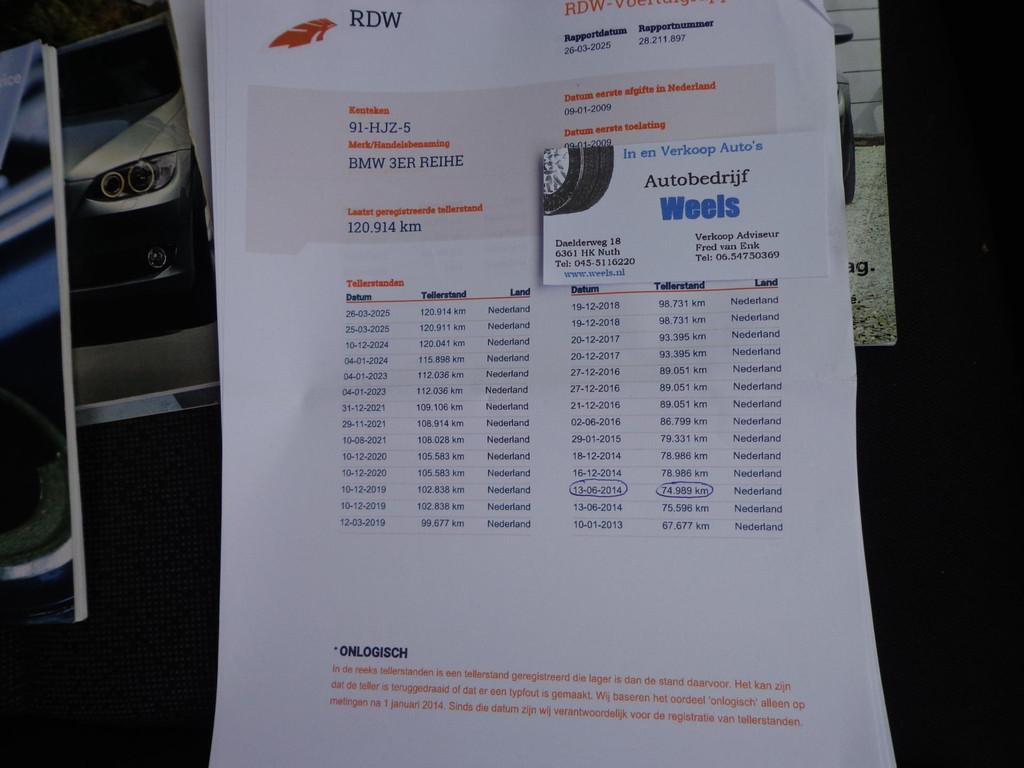 RDW
Rapportdatum Rapportnummer
26-03-2025 28.211.897
Kenteken
91-HJZ-5
Merk/Handelsbenaming
BMW 3ER REIHE
Laatst geregistreerde tellerstand
120.914 km
Datum eerste afgifte in Nederland
09-01-2009
Datum eerste toelating
09-01-2009
In en Verkoop Auto's
Autobedrijf
Weels
Daelderweg 18
6361 HK Nuth
Tel: 045-5116220
www.weels.nl
Verkoop Adviseur
Fred van Enk
Tel: 06.54750369
Tellerstanden
Datum Tellerstand Land
26-03-2025 120.914 km Nederland
25-03-2025 120.911 km Nederland
10-12-2024 120.041 km Nederland
04-01-2024 115.898 km Nederland
04-01-2023 112.036 km Nederland
04-01-2023 112.036 km Nederland
31-12-2021 109.106 km Nederland
29-11-2021 108.914 km Nederland
10-08-2021 108.028 km Nederland
10-12-2020 105.583 km Nederland
10-12-2020 105.583 km Nederland
10-12-2019 102.838 km Nederland
10-12-2019 102.838 km Nederland
12-03-2019 99.677 km Nederland
Datum Tellerstand Land
19-12-2018 98.731 km Nederland
19-12-2018 98.731 km Nederland
20-12-2017 93.395 km Nederland
20-12-2017 93.395 km Nederland
27-12-2016 89.051 km Nederland
27-12-2016 89.051 km Nederland
21-12-2016 89.051 km Nederland
02-06-2016 86.799 km Nederland
29-01-2015 79.331 km Nederland
18-12-2014 78.986 km Nederland
16-12-2014 78.986 km Nederland
13-06-2014 74.989 km Nederland
13-06-2014 75.596 km Nederland
10-01-2013 67.677 km Nederland
* ONLOGISCH
In de reeks tellerstanden is een tellerstand geregistreerd die lager is dan de stand daarvoor. Het kan zijn
dat de teller is teruggedraaid of dat er een typfout is gemaakt. Wij baseren het oordeel 'onlogisch' alleen op
metingen na 1 januari 2014. Sinds die datum zijn wij verantwoordelijk voor de registratie van tellerstanden.
ag.